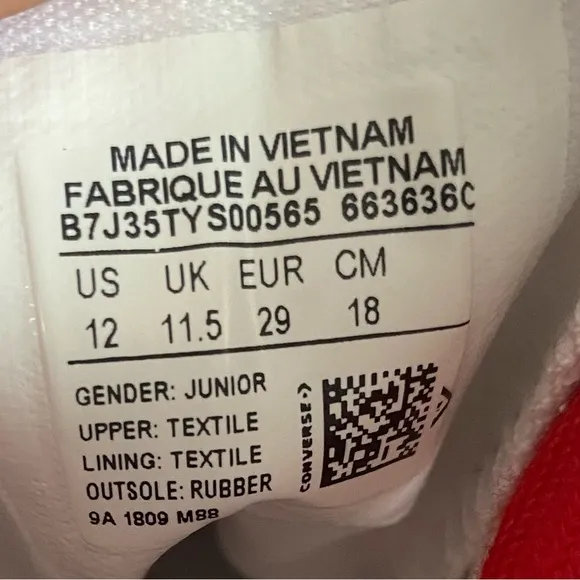 MADE IN VIETNAM
FABRIQUE AU VIETNAM
B7J35TYS00565 663636C
US UK EUR CM
12 11.5 29 18
GENDER: JUNIOR
UPPER: TEXTILE
LINING: TEXTILE
OUTSOLE: RUBBER
9A 1809 M88
CONVERSE